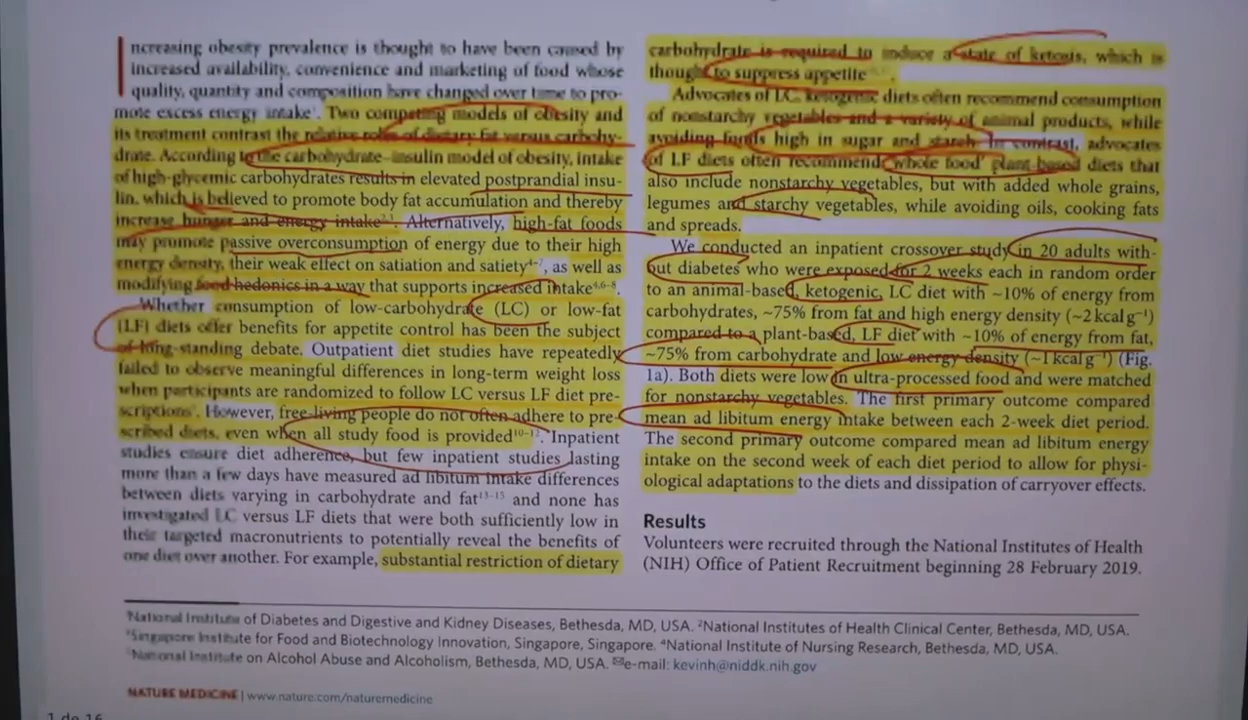 Increasing obesity prevalence is thought to have been caused by
increased availability, convenience and marketing of food whose
quality, quantity and composition have changed over time to pro-
mote excess energy intake¹. Two competing models of obesity and
its treatment contrast the relative roles of dietary fat versus carbohy-
drate. According to the carbohydrate–insulin model of obesity, intake
of high-glycemic carbohydrates results in elevated postprandial insu-
lin, which is believed to promote body fat accumulation and thereby
increase hunger and energy intake²,³. Alternatively, high-fat foods
may promote passive overconsumption of energy due to their high
energy density, their weak effect on satiation and satiety⁴⁻⁷, as well as
modifying food hedonics in a way that supports increased intake⁴,⁶⁻⁸.
Whether consumption of low-carbohydrate (LC) or low-fat
(LF) diets offer benefits for appetite control has been the subject
of long-standing debate. Outpatient diet studies have repeatedly
failed to observe meaningful differences in long-term weight loss
when participants are randomized to follow LC versus LF diet pre-
scriptions⁹. However, free-living people do not often adhere to pre-
scribed diets, even when all study food is provided¹⁰⁻¹². Inpatient
studies ensure diet adherence, but few inpatient studies lasting
more than a few days have measured ad libitum intake differences
between diets varying in carbohydrate and fat¹³⁻¹⁵ and none has
investigated LC versus LF diets that were both sufficiently low in
their targeted macronutrients to potentially reveal the benefits of
one diet over another. For example, substantial restriction of dietary
carbohydrate is required to induce a state of ketosis, which is
thought to suppress appetite.
Advocates of LC, ketogenic diets often recommend consumption
of nonstarchy vegetables and a variety of animal products, while
avoiding foods high in sugar and starch. In contrast, advocates
of LF diets often recommend 'whole food' plant-based diets that
also include nonstarchy vegetables, but with added whole grains,
legumes and starchy vegetables, while avoiding oils, cooking fats
and spreads.
We conducted an inpatient crossover study in 20 adults with-
out diabetes who were exposed for 2 weeks each in random order
to an animal-based, ketogenic, LC diet with ~10% of energy from
carbohydrates, ~75% from fat and high energy density (~2 kcal g⁻¹)
compared to a plant-based, LF diet with ~10% of energy from fat,
~75% from carbohydrate and low energy density (~1 kcal g⁻¹) (Fig.
1a). Both diets were low in ultra-processed food and were matched
for nonstarchy vegetables. The first primary outcome compared
mean ad libitum energy intake between each 2-week diet period.
The second primary outcome compared mean ad libitum energy
intake on the second week of each diet period to allow for physi-
ological adaptations to the diets and dissipation of carryover effects.
Results
Volunteers were recruited through the National Institutes of Health
(NIH) Office of Patient Recruitment beginning 28 February 2019.
¹National Institute of Diabetes and Digestive and Kidney Diseases, Bethesda, MD, USA. ²National Institutes of Health Clinical Center, Bethesda, MD, USA.
³Singapore Institute for Food and Biotechnology Innovation, Singapore, Singapore. ⁴National Institute of Nursing Research, Bethesda, MD, USA.
⁵National Institute on Alcohol Abuse and Alcoholism, Bethesda, MD, USA. ✉e-mail: kevinh@niddk.nih.gov
NATURE MEDICINE | www.nature.com/naturemedicine
1 de 16